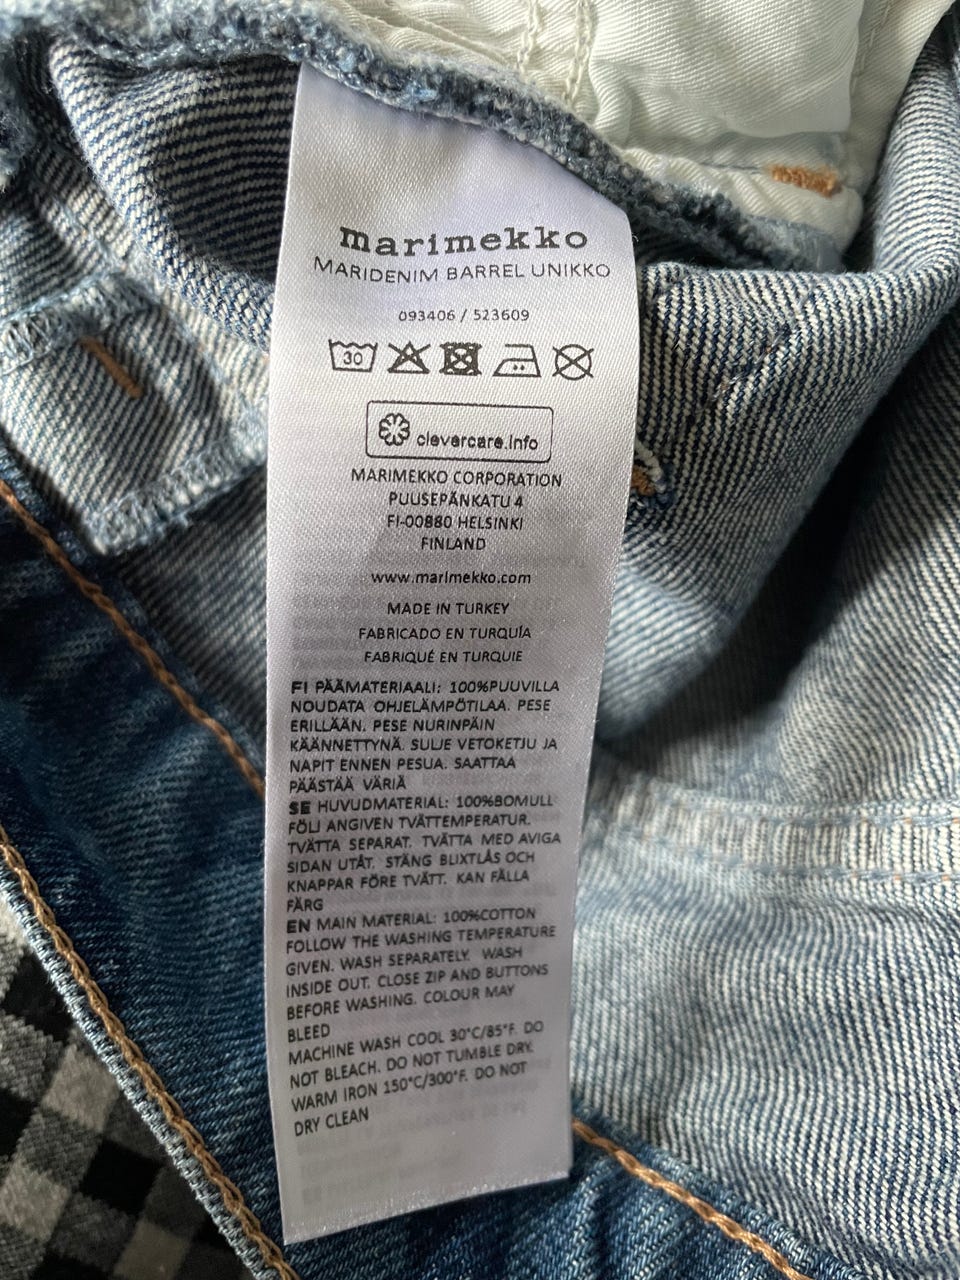 marimekko
MARIDENIM BARREL UNIKKO
093406 / 523609
30
clevercare.info
MARIMEKKO CORPORATION
PUUSEPÄNKATU 4
FI-00880 HELSINKI
FINLAND
www.marimekko.com
MADE IN TURKEY
FABRICADO EN TURQUÍA
FABRIQUÉ EN TURQUIE
FI PÄÄMATERIAALI: 100%PUUVILLA
NOUDATA OHJELÄMPÖTILAA. PESE
ERILLÄÄN. PESE NURINPÄIN
KÄÄNNETTYNÄ. SULJE VETOKETJU JA
NAPIT ENNEN PESUA. SAATTAA
PÄÄSTÄÄ VÄRIÄ
SE HUVUDMATERIAL: 100%BOMULL
FÖLJ ANGIVEN TVÄTTEMPERATUR.
TVÄTTA SEPARAT. TVÄTTA MED AVIGA
SIDAN UTÅT. STÄNG BLIXTLÅS OCH
KNAPPAR FÖRE TVÄTT. KAN FÄLLA
FÄRG
EN MAIN MATERIAL: 100%COTTON
FOLLOW THE WASHING TEMPERATURE
GIVEN. WASH SEPARATELY. WASH
INSIDE OUT. CLOSE ZIP AND BUTTONS
BEFORE WASHING. COLOUR MAY
BLEED
MACHINE WASH COOL 30°C/85°F. DO
NOT BLEACH. DO NOT TUMBLE DRY.
WARM IRON 150°C/300°F. DO NOT
DRY CLEAN